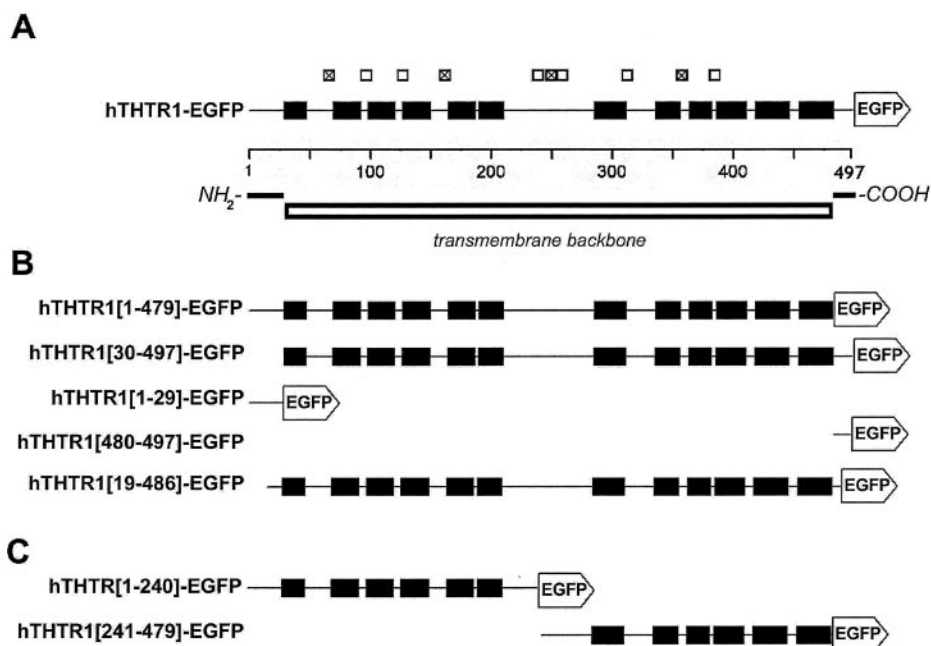 A
hTHTR1-EGFP EGFP
1 100 200 300 400 497
NH2- -COOH
transmembrane backbone
B
hTHTR1[1-479]-EGFP EGFP
hTHTR1[30-497]-EGFP EGFP
hTHTR1[1-29]-EGFP EGFP
hTHTR1[480-497]-EGFP EGFP
hTHTR1[19-486]-EGFP EGFP
C
hTHTR[1-240]-EGFP EGFP
hTHTR1[241-479]-EGFP EGFP